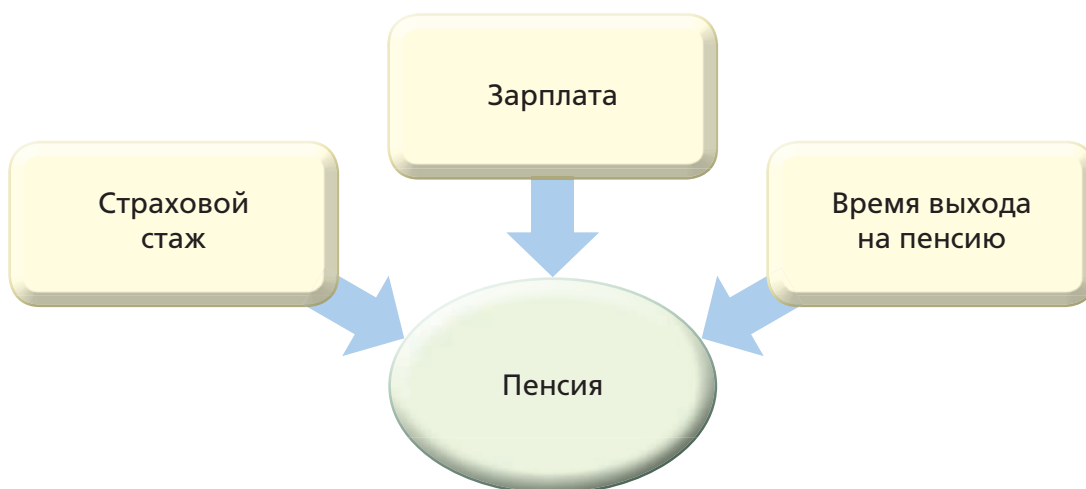 Зарплата
Страховой
стаж
Время выхода
на пенсию
Пенсия